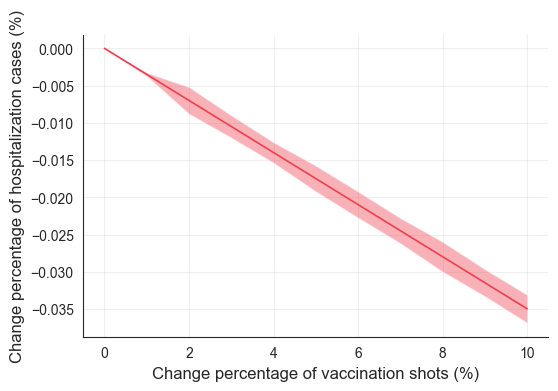 Change percentage of hospitalization cases (%)
0.000
−0.005
−0.010
−0.015
−0.020
−0.025
−0.030
−0.035
0 2 4 6 8 10
Change percentage of vaccination shots (%)